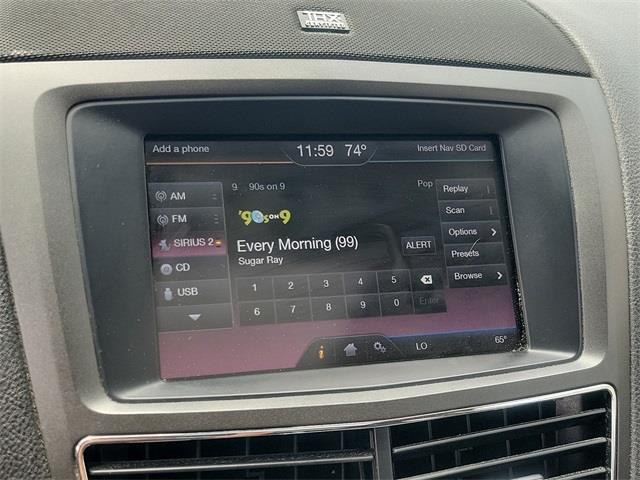 THX
Add a phone 11:59 74° Insert Nav SD Card
AM
FM
SIRIUS 2
CD
USB
9 90s on 9 Pop
'90s ON 9
Every Morning (99) ALERT
Sugar Ray
1 2 3 4 5
6 7 8 9 0 Enter
Replay
Scan
Options
Presets
Browse
i LO 65°